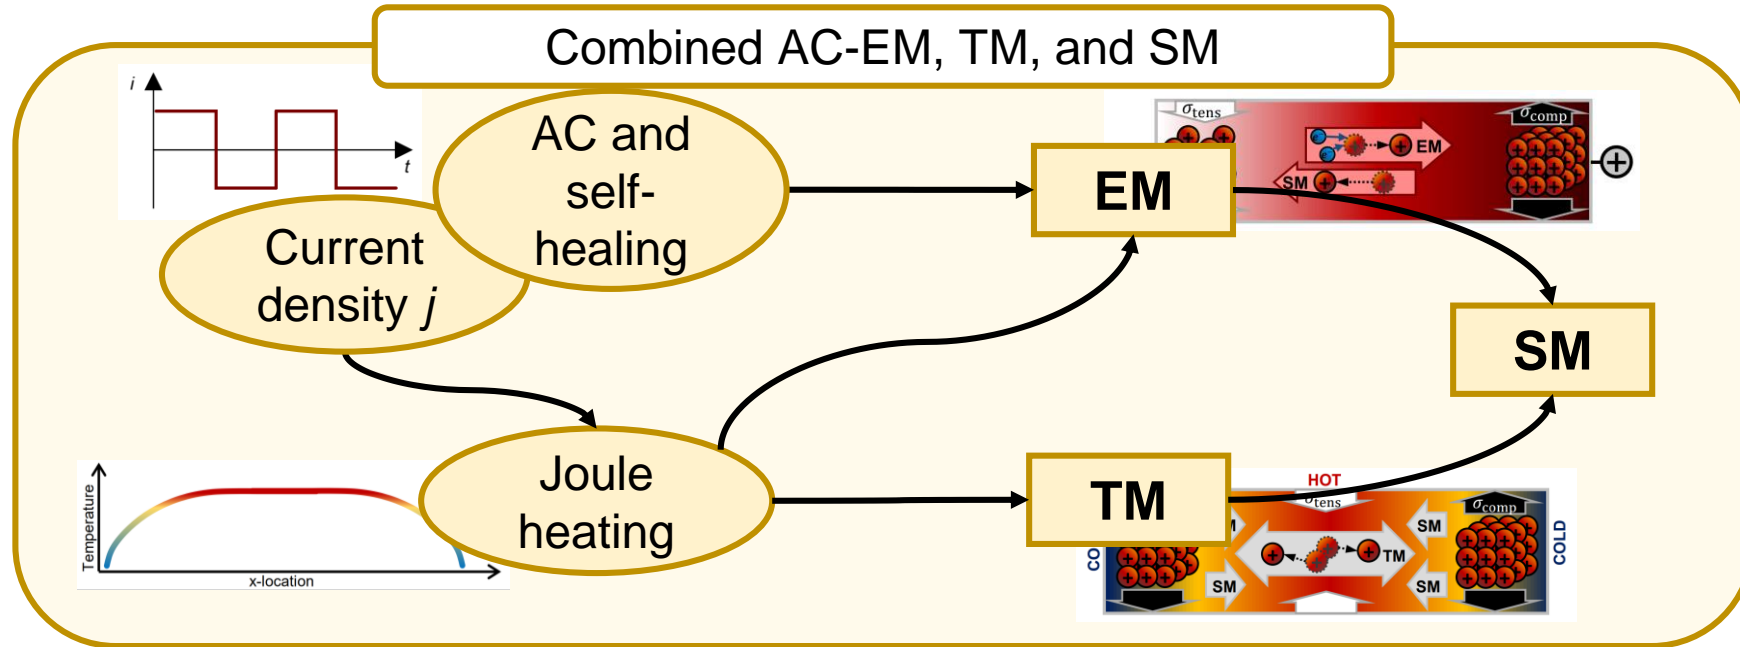 Combined AC-EM, TM, and SM
i
t
AC and
self-
healing
Current
density j
EM
σtens
σcomp
EM
SM
SM
Joule
heating
Temperature
x-location
TM
HOT
σcomp
SM
TM
SM
SM
COLD